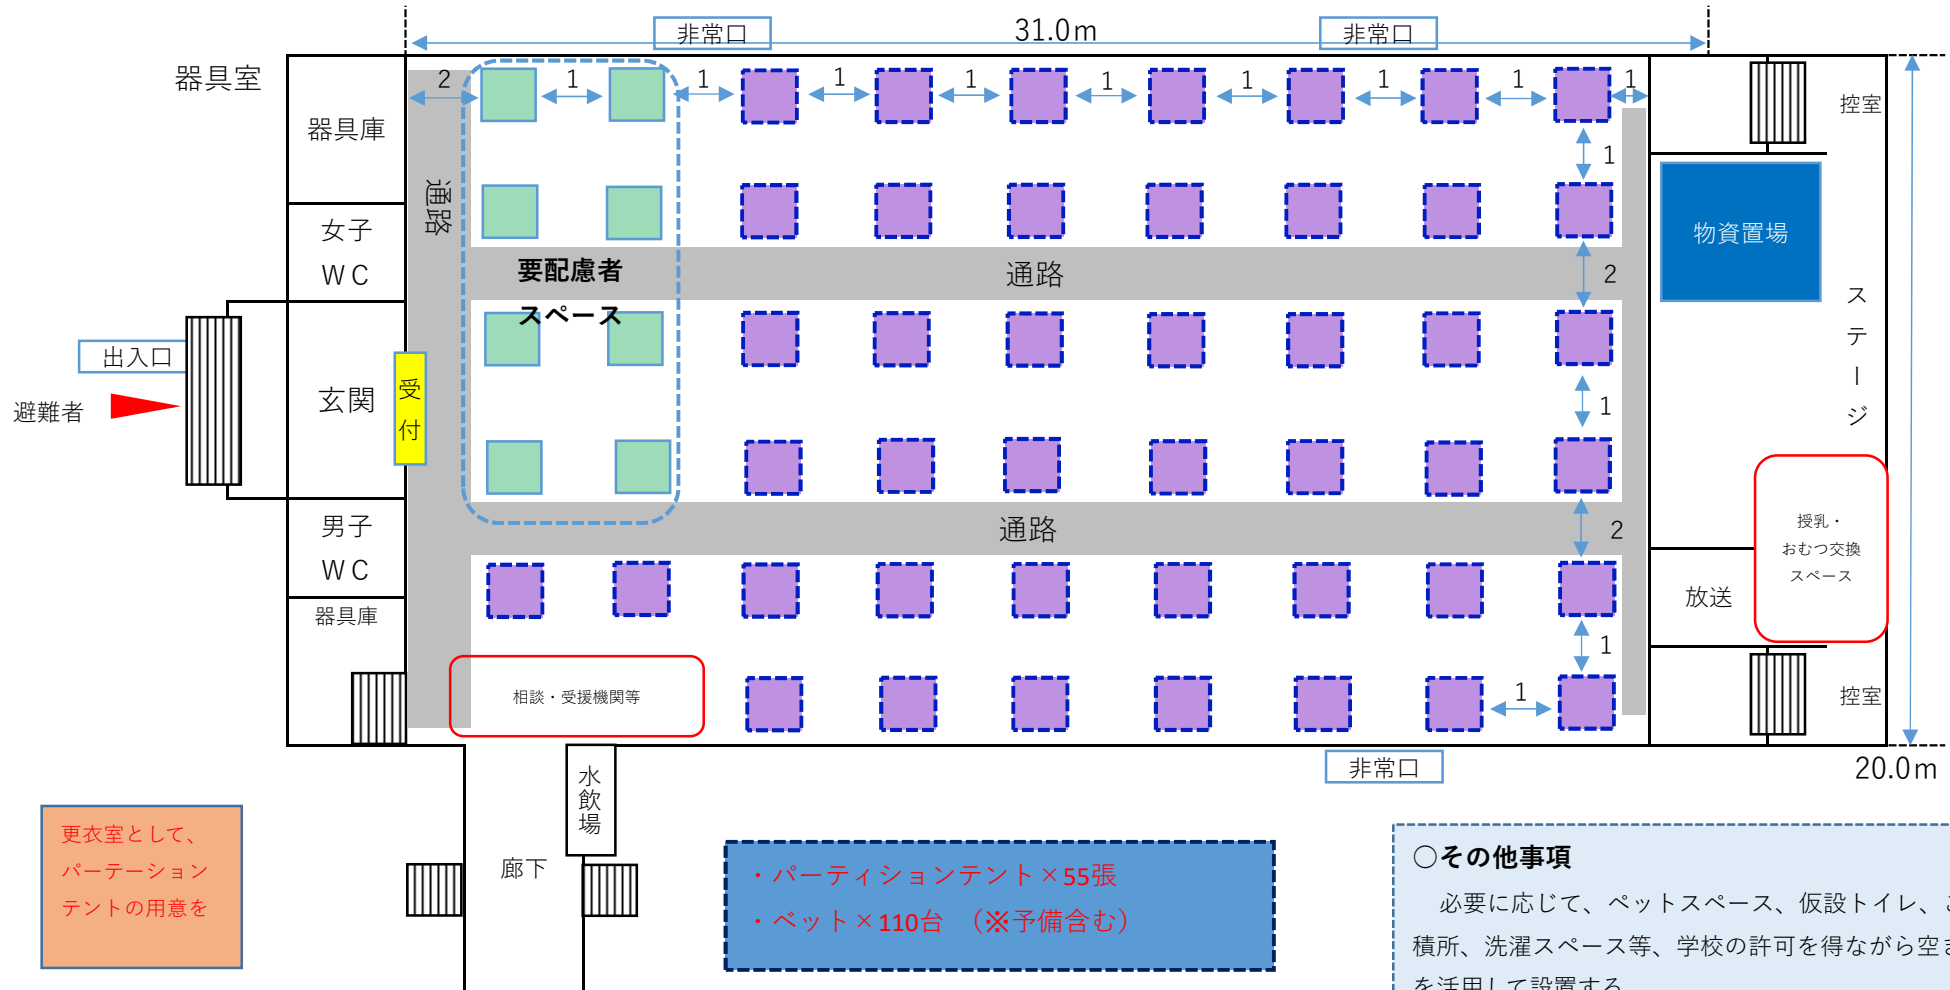 非常口
31.0m
非常口
器具室
2
1
1
1
1
1
1
1
1
1
控室
器具庫
1
通路
女子
WC
物資置場
要配慮者
スペース
通路
2
ステージ
出入口
避難者
玄関
受付
1
男子
WC
通路
2
授乳・
おむつ交換
スペース
放送
器具庫
1
相談・受援機関等
1
控室
非常口
20.0m
水飲場
廊下
更衣室として、
パーテーション
テントの用意を
・パーティションテント×55張
・ベット×110台　（※予備含む）
○その他事項
必要に応じて、ペットスペース、仮設トイレ、
積所、洗濯スペース等、学校の許可を得ながら空き
を活用して設置する